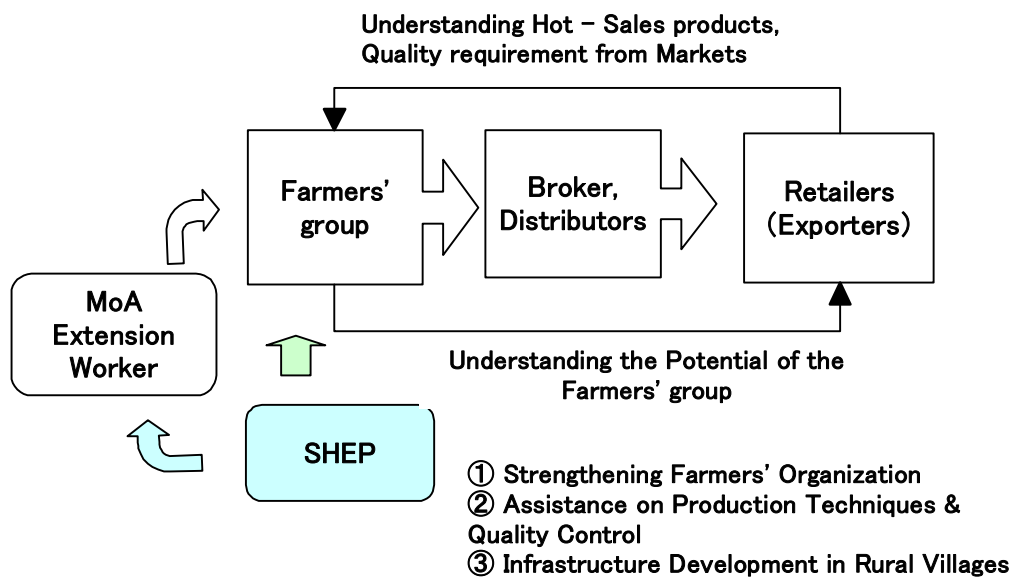 Understanding Hot – Sales products,
Quality requirement from Markets
Farmers'
group
Broker,
Distributors
Retailers
(Exporters)
MoA
Extension
Worker
Understanding the Potential of the
Farmers' group
SHEP
① Strengthening Farmers' Organization
② Assistance on Production Techniques &
Quality Control
③ Infrastructure Development in Rural Villages